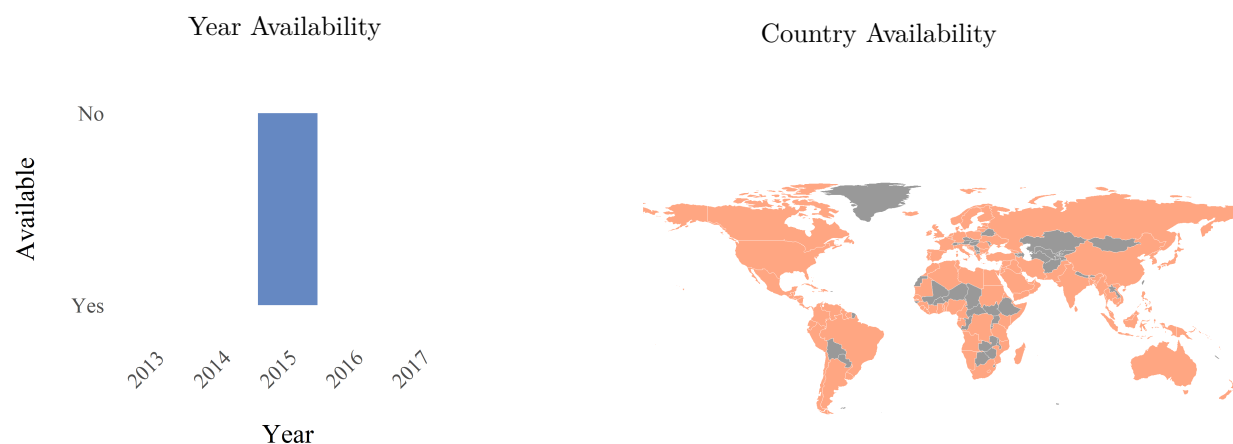 Year Availability
Country Availability
No
Available
Yes
2013
2014
2015
2016
2017
Year